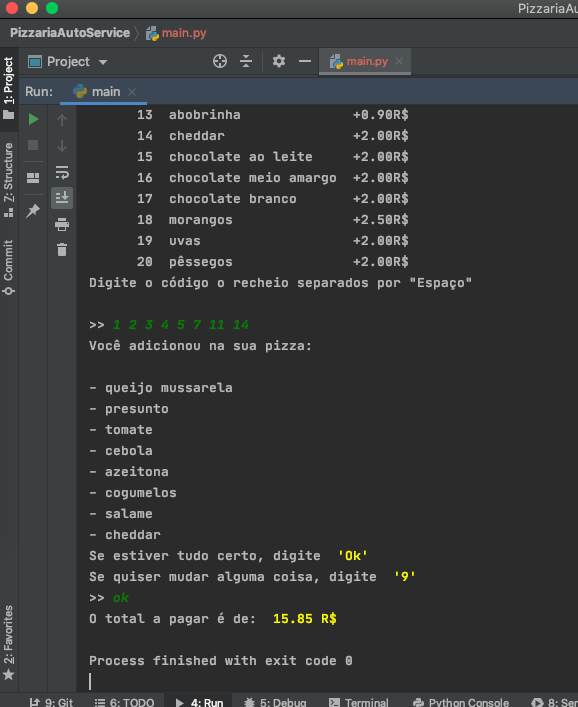 PizzariaAu
PizzariaAutoService main.py
Project main.py
Run: main
13 abobrinha +0.90R$
14 cheddar +2.00R$
15 chocolate ao leite +2.00R$
16 chocolate meio amargo +2.00R$
17 chocolate branco +2.00R$
18 morangos +2.50R$
19 uvas +2.00R$
20 pêssegos +2.00R$
Digite o código o recheio separados por "Espaço"
>> 1 2 3 4 5 7 11 14
Você adicionou na sua pizza:
- queijo mussarela
- presunto
- tomate
- cebola
- azeitona
- cogumelos
- salame
- cheddar
Se estiver tudo certo, digite 'Ok'
Se quiser mudar alguma coisa, digite '9'
>> ok
O total a pagar é de: 15.85 R$
Process finished with exit code 0
1: Project
Z: Structure
Commit
2: Favorites
9: Git 6: TODO 4: Run 5: Debug Terminal Python Console 8: Ser